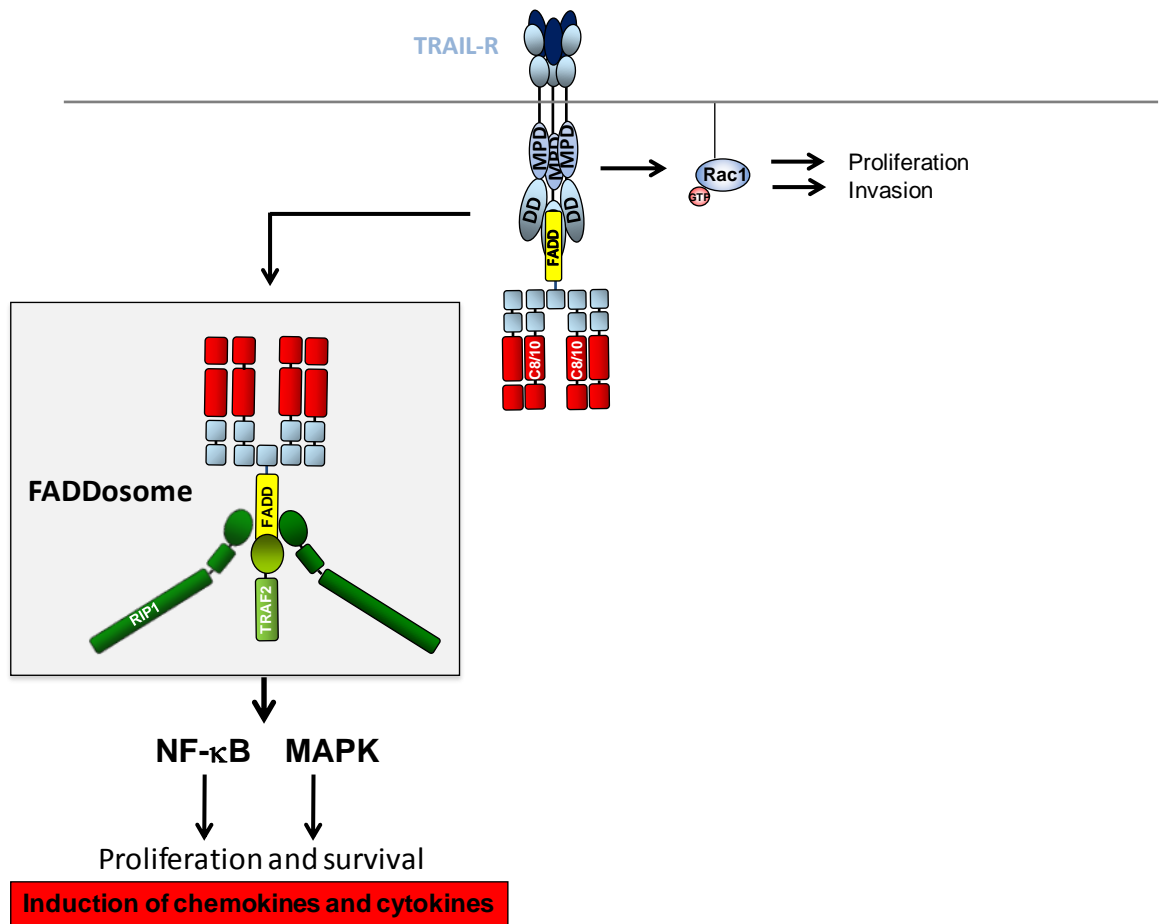 TRAIL-R
MPD
MPD
MPD
DD
DD
FADD
Rac1
GTP
Proliferation
Invasion
C8/10
C8/10
FADDosome
FADD
RIP1
TRAF2
NF-κB MAPK
Proliferation and survival
Induction of chemokines and cytokines